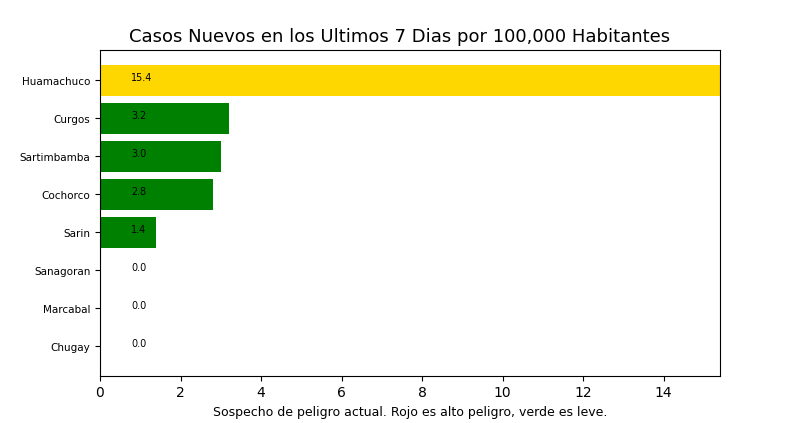 Casos Nuevos en los Ultimos 7 Dias por 100,000 Habitantes
Huamachuco 15.4
Curgos 3.2
Sartimbamba 3.0
Cochorco 2.8
Sarin 1.4
Sanagoran 0.0
Marcabal 0.0
Chugay 0.0
0 2 4 6 8 10 12 14
Sospecho de peligro actual. Rojo es alto peligro, verde es leve.